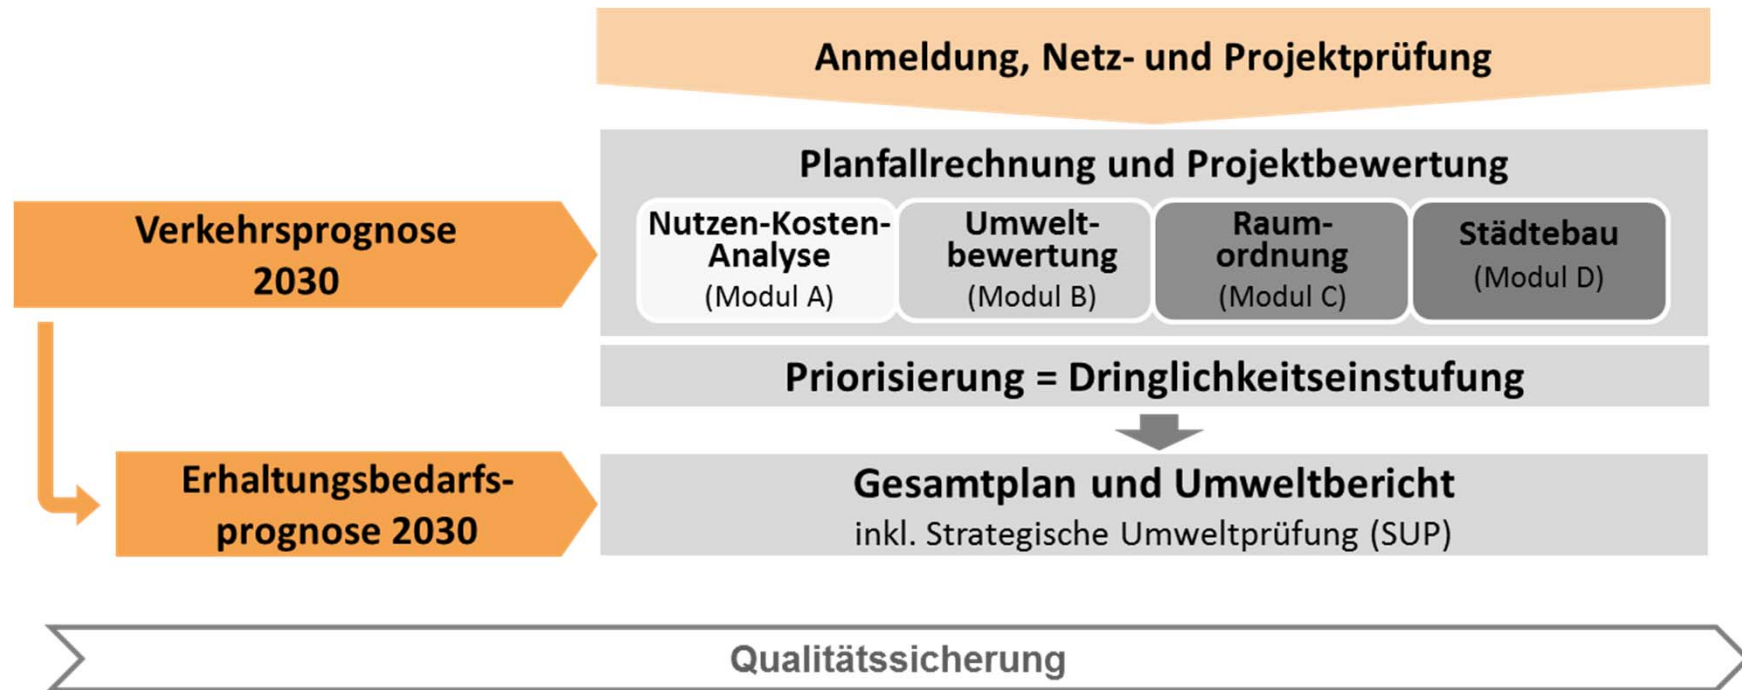 Anmeldung, Netz- und Projektprüfung
Planfallrechnung und Projektbewertung
Verkehrsprognose
2030
Nutzen-Kosten-
Analyse
(Modul A)
Umwelt-
bewertung
(Modul B)
Raum-
ordnung
(Modul C)
Städtebau
(Modul D)
Priorisierung = Dringlichkeitseinstufung
Erhaltungsbedarfs-
prognose 2030
Gesamtplan und Umweltbericht
inkl. Strategische Umweltprüfung (SUP)
Qualitätssicherung